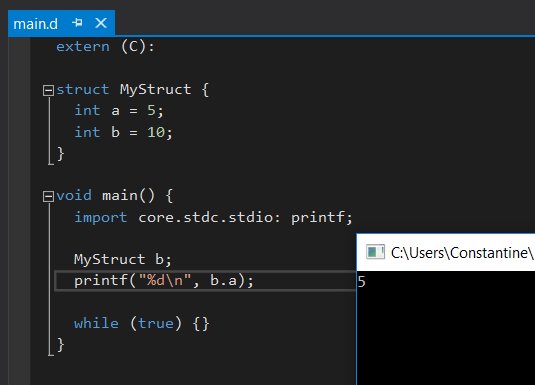 main.d
extern (C):
struct MyStruct {
int a = 5;
int b = 10;
}
void main() {
import core.stdc.stdio: printf;
MyStruct b;
printf("%d\n", b.a);
while (true) {}
}
C:\Users\Constantine\
5